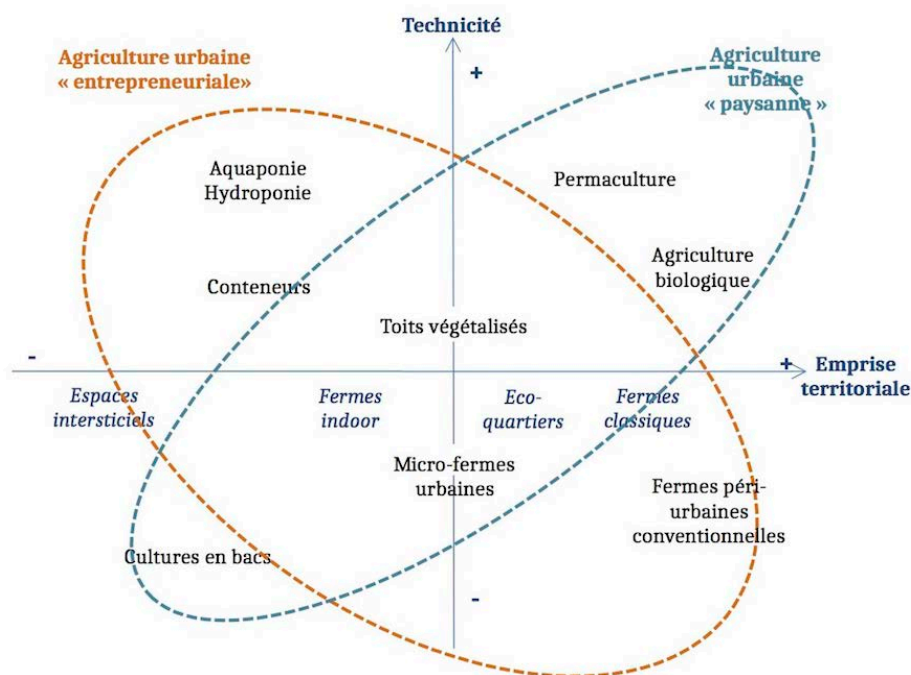 Technicité
Agriculture urbaine
« entrepreneuriale»
Agriculture
urbaine
« paysanne »
+
Aquaponie
Hydroponie
Permaculture
Agriculture
biologique
Conteneurs
Toits végétalisés
-
+
Emprise
territoriale
Espaces
intersticiels
Fermes
indoor
Eco-
quartiers
Fermes
classiques
Micro-fermes
urbaines
Fermes péri-
urbaines
conventionnelles
Cultures en bacs
-